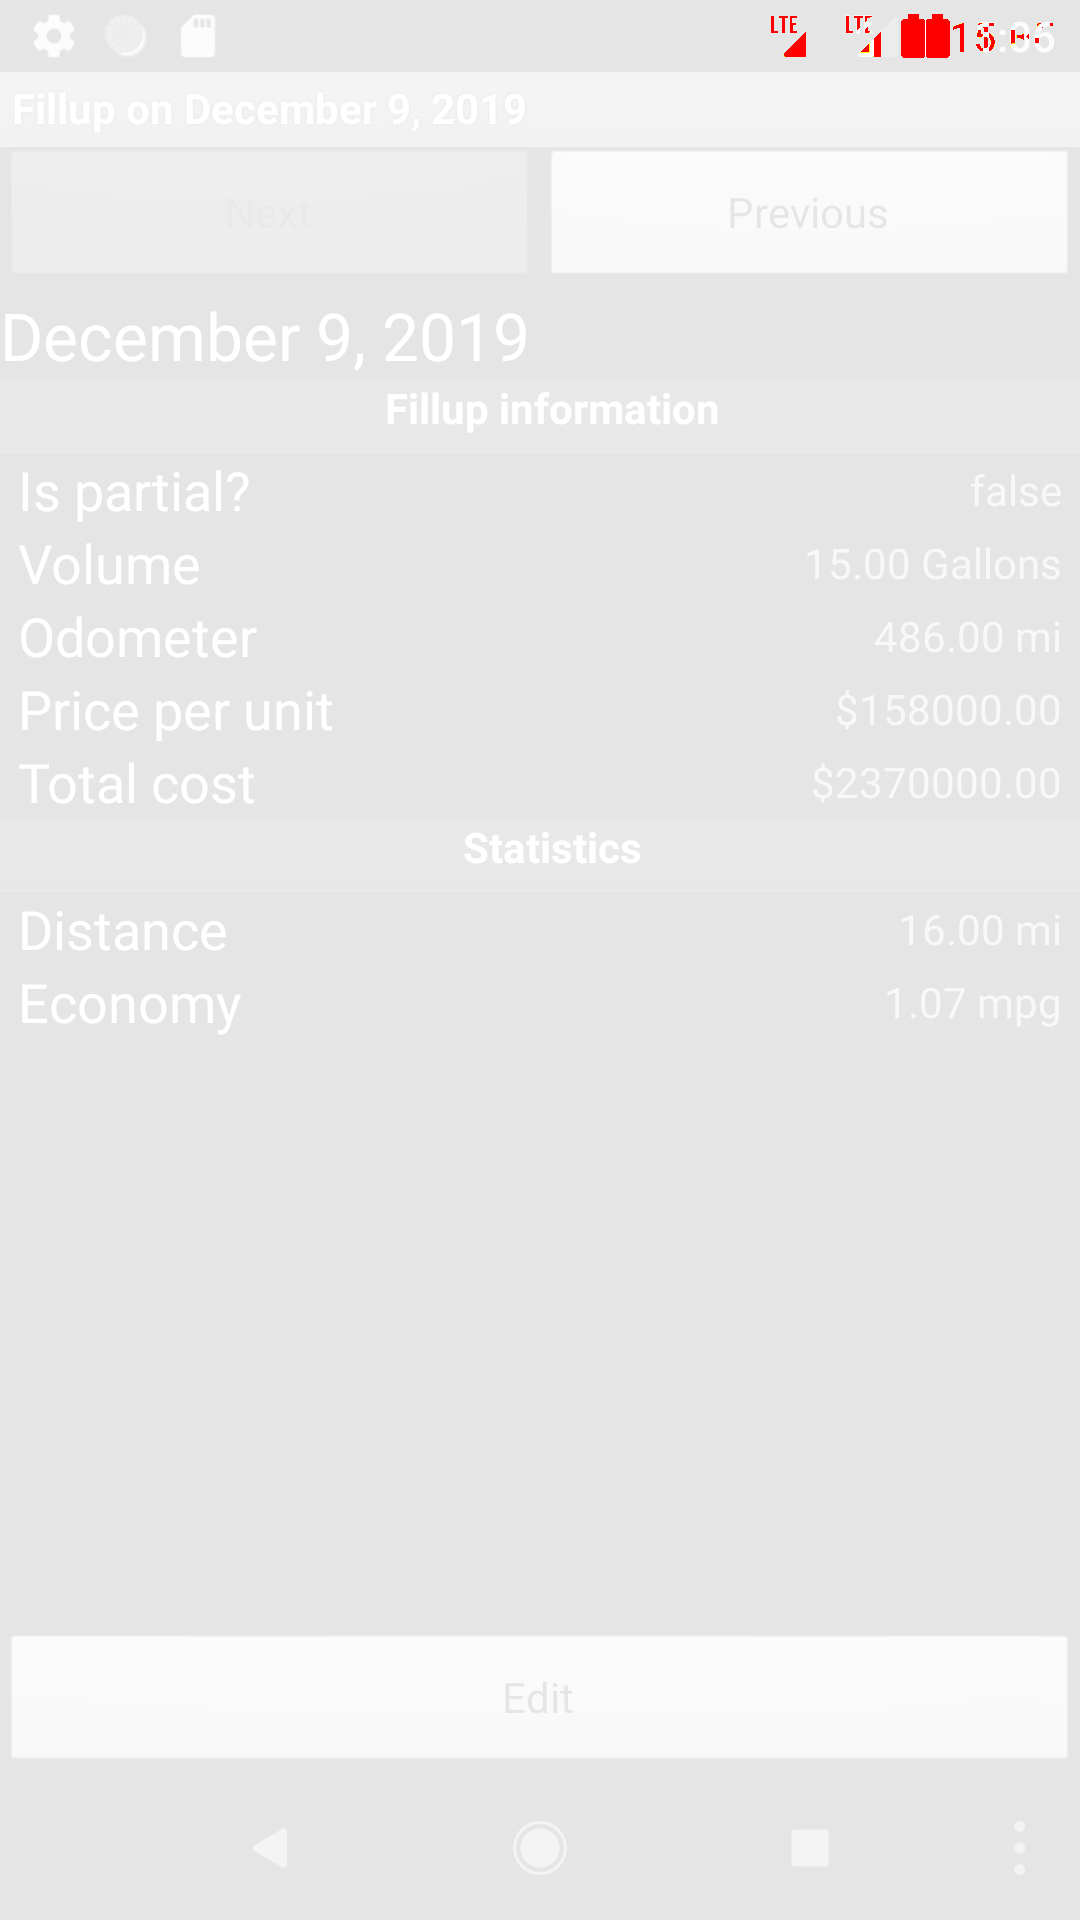 LTE LTE
Fillup on December 9, 2019
Next Previous
December 9, 2019
Fillup information
Is partial? false
Volume 15.00 Gallons
Odometer 486.00 mi
Price per unit $158000.00
Total cost $2370000.00
Statistics
Distance 16.00 mi
Economy 1.07 mpg
Edit